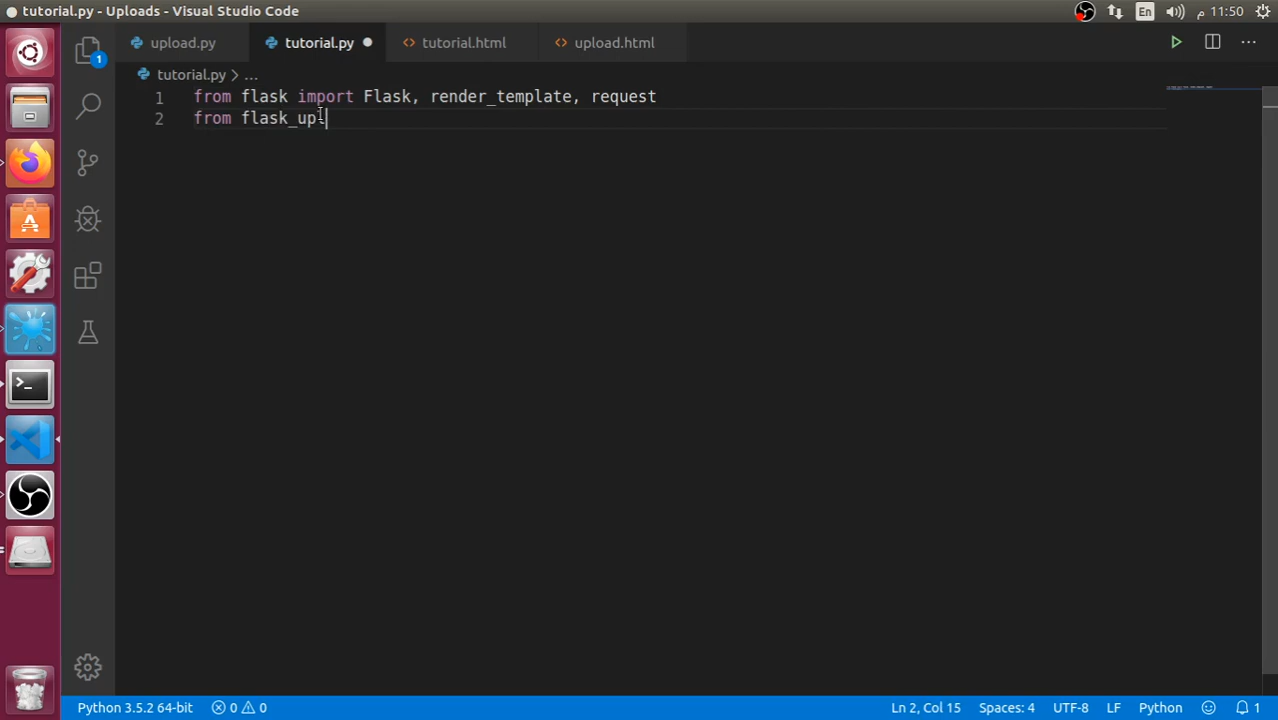 tutorial.py - Uploads - Visual Studio Code
En
11:50 م
1
upload.py
tutorial.py
tutorial.html
upload.html
tutorial.py > ...
1 from flask import Flask, render_template, request
2 from flask_upl
Python 3.5.2 64-bit
0
0
Ln 2, Col 15
Spaces: 4
UTF-8
LF
Python
1